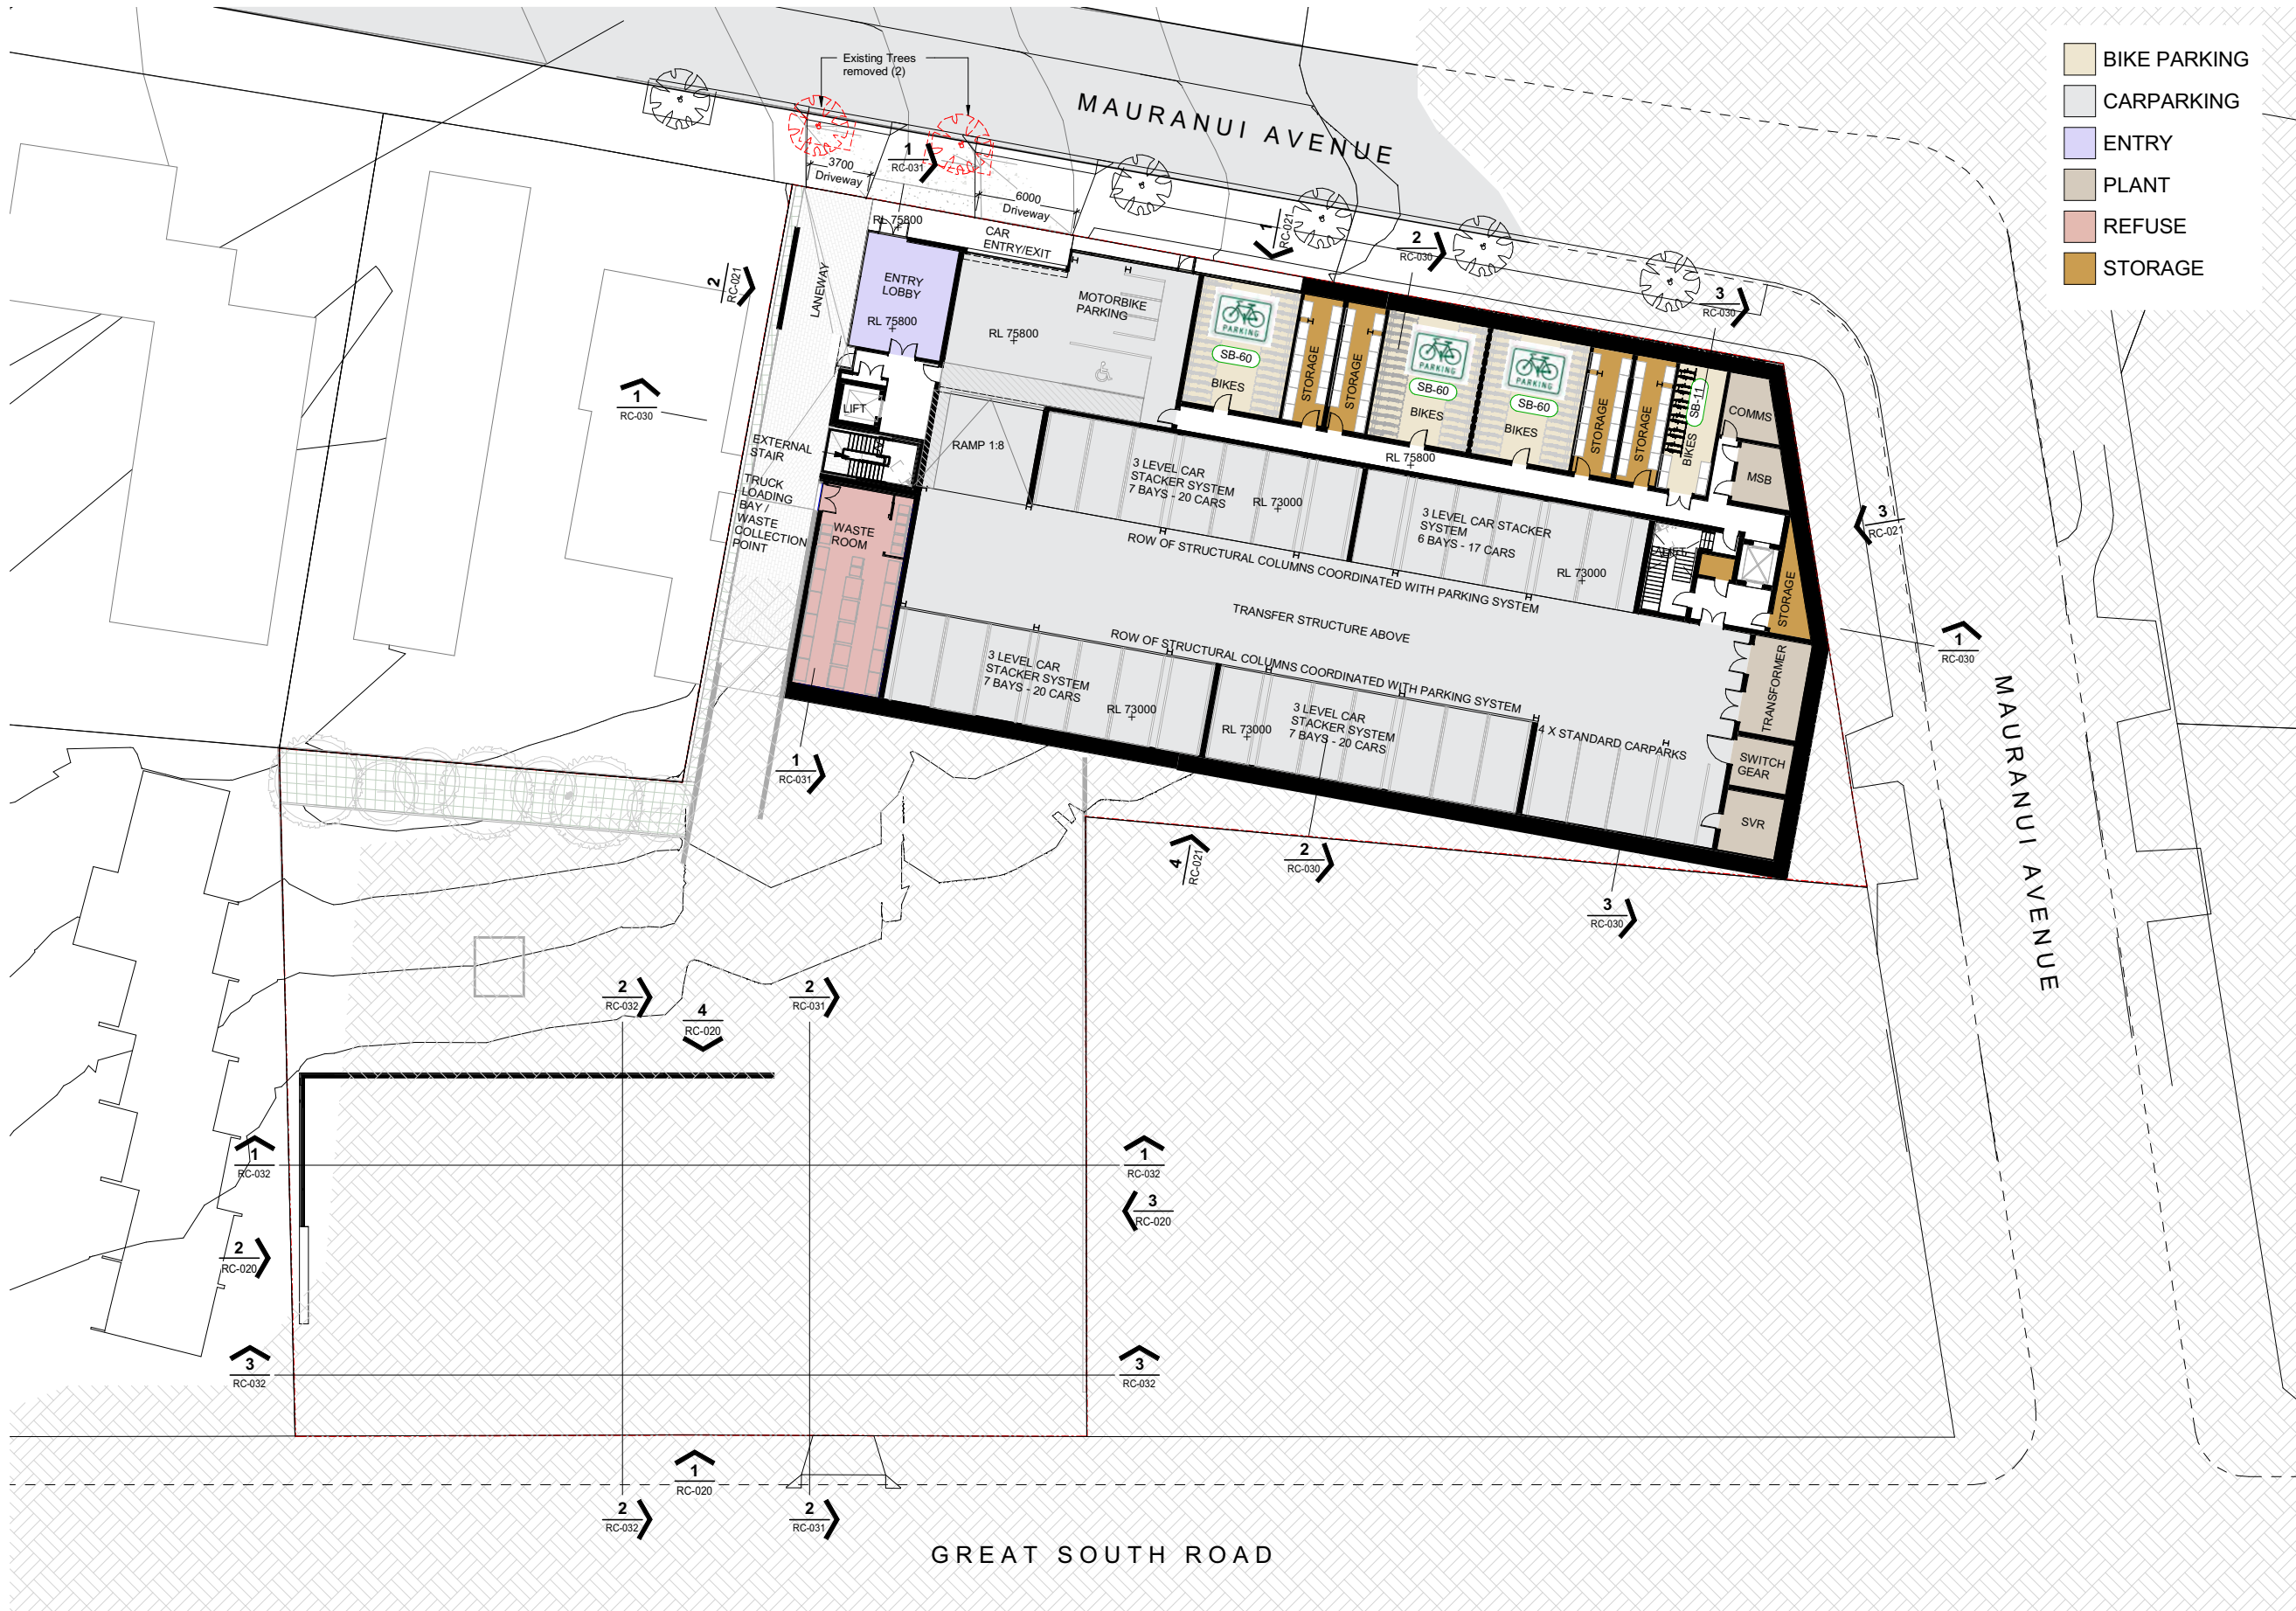 BIKE PARKING
CARPARKING
ENTRY
PLANT
REFUSE
STORAGE
Existing Trees
removed (2)
MAURANUI AVENUE
3700
Driveway
1
RC-031
6000
Driveway
RL 75800
CAR
ENTRY/EXIT
1
RC-021
2
RC-030
3
RC-030
2
RC-021
LANEWAY
ENTRY
LOBBY
RL 75800
RL 75800
MOTORBIKE
PARKING
PARKING
SB-60
BIKES
STORAGE
STORAGE
PARKING
SB-60
BIKES
PARKING
SB-60
BIKES
STORAGE
STORAGE
SB-11
BIKES
COMMS
MSB
1
RC-030
LIFT
EXTERNAL
STAIR
RAMP 1:8
RL 75800
TRUCK
LOADING
BAY /
WASTE
COLLECTION
POINT
WASTE
ROOM
3 LEVEL CAR
STACKER SYSTEM
7 BAYS - 20 CARS
RL 73000
3 LEVEL CAR STACKER
SYSTEM
6 BAYS - 17 CARS
RL 73000
3
RC-021
ROW OF STRUCTURAL COLUMNS COORDINATED WITH PARKING SYSTEM
STORAGE
TRANSFER STRUCTURE ABOVE
ROW OF STRUCTURAL COLUMNS COORDINATED WITH PARKING SYSTEM
1
RC-030
3 LEVEL CAR
STACKER SYSTEM
7 BAYS - 20 CARS
RL 73000
3 LEVEL CAR
STACKER SYSTEM
7 BAYS - 20 CARS
RL 73000
4 X STANDARD CARPARKS
TRANSFORMER
SWITCH
GEAR
SVR
MAURANUI AVENUE
1
RC-031
4
RC-021
2
RC-030
3
RC-030
2
RC-032
2
RC-031
4
RC-020
1
RC-032
1
RC-032
3
RC-020
2
RC-020
3
RC-032
3
RC-032
1
RC-020
2
RC-032
2
RC-031
GREAT SOUTH ROAD